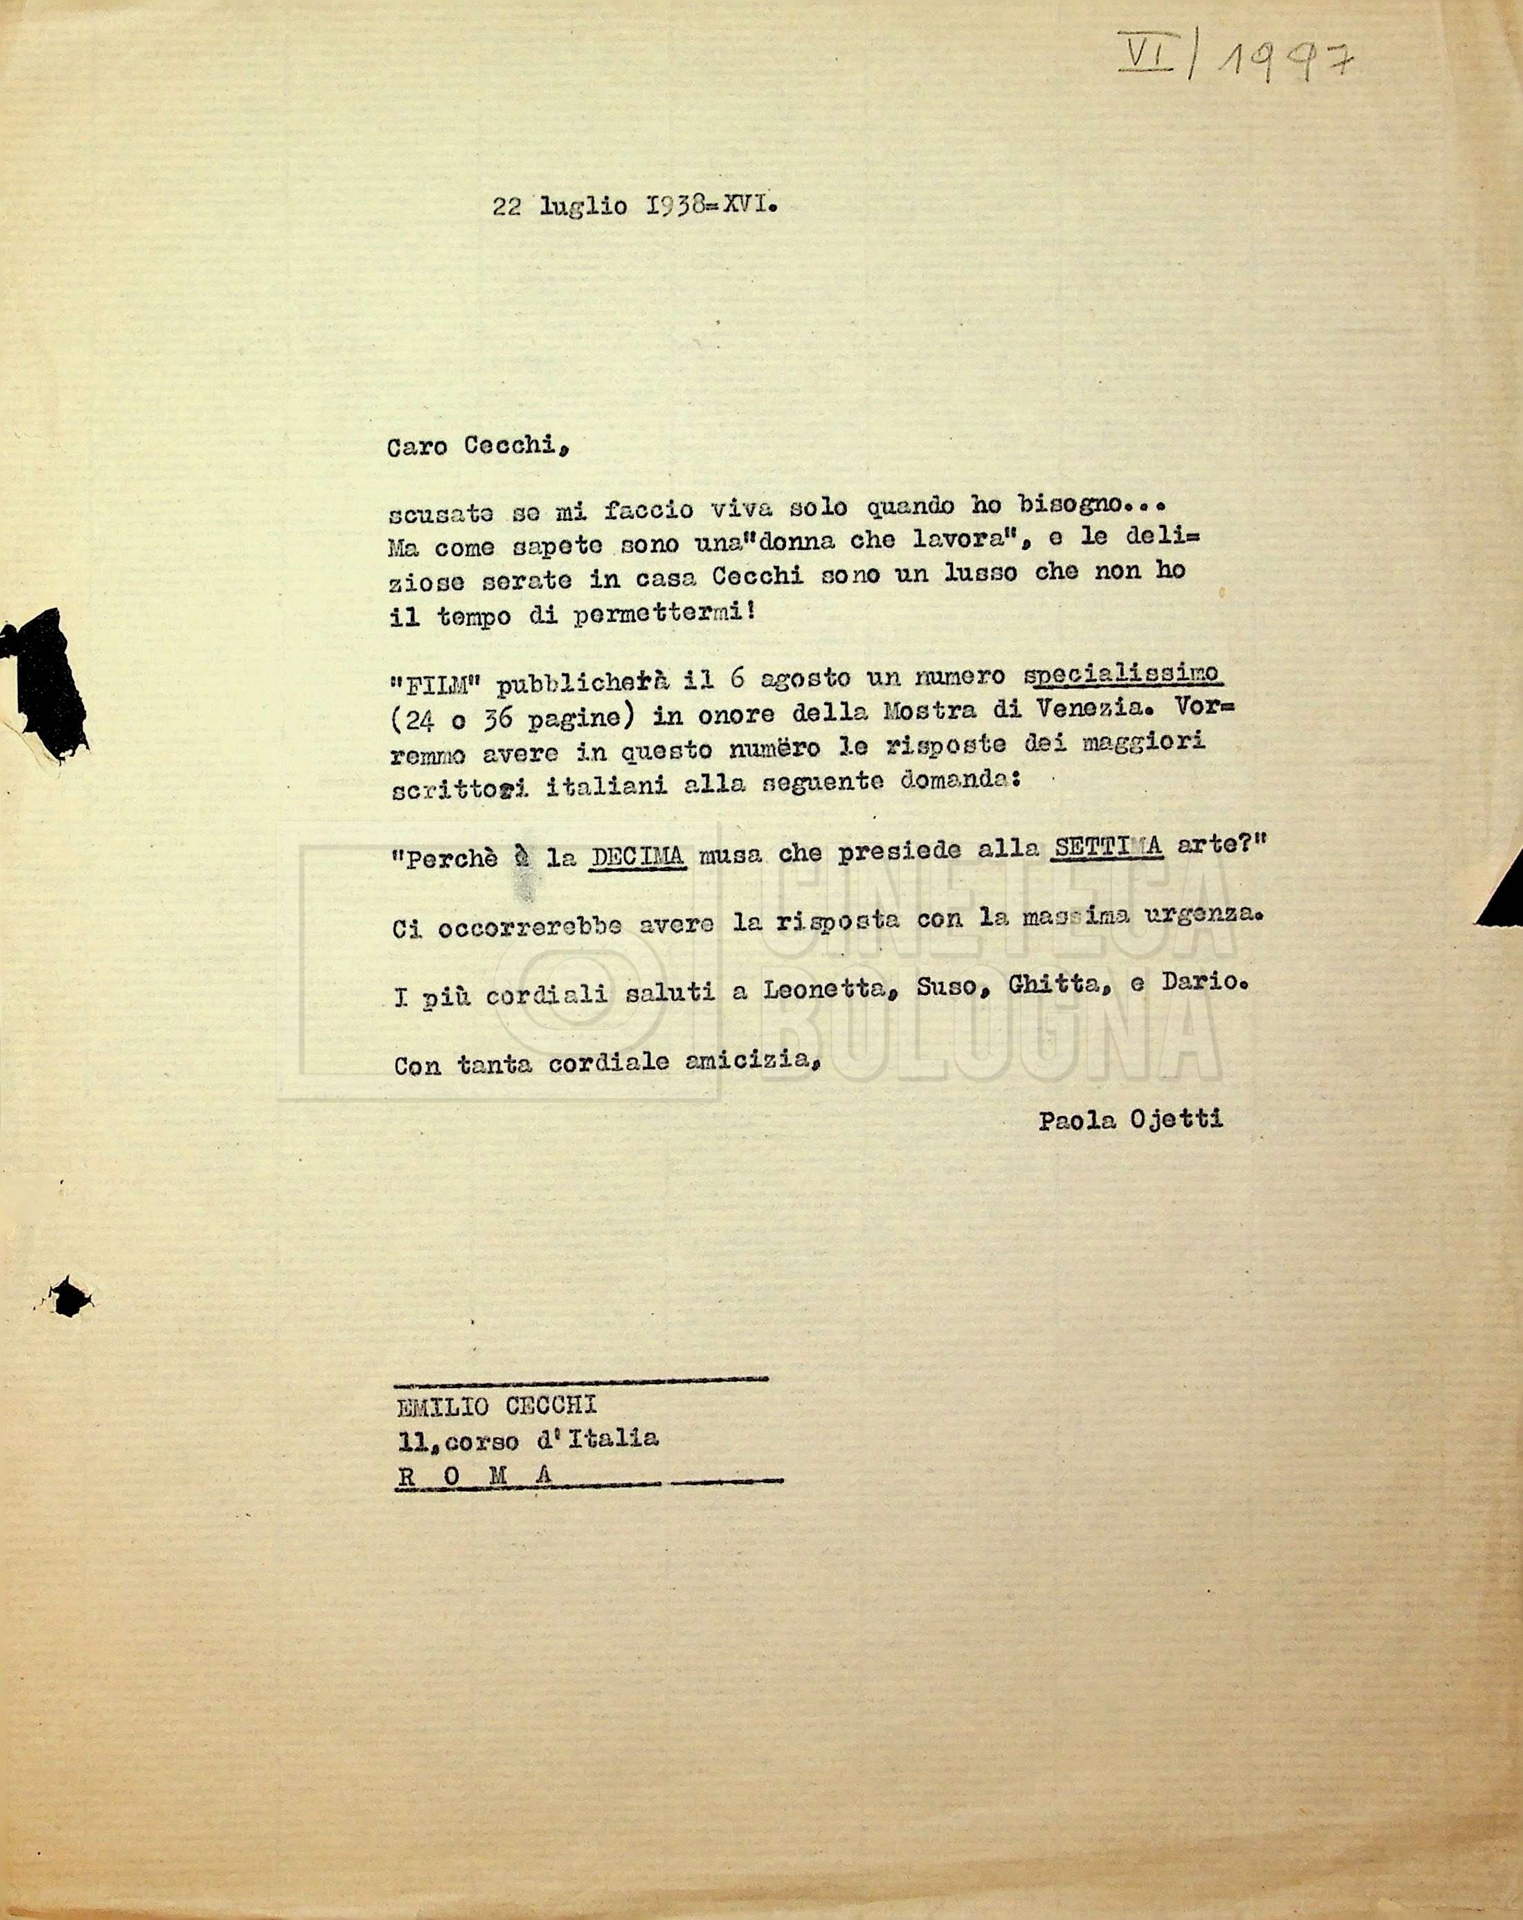 VI/1997
22 luglio 1938=XVI.
Caro Cecchi,
scusate se mi faccio viva solo quando ho bisogno...
Ma come sapete sono una"donna che lavora", e le deli=
ziose serate in casa Cecchi sono un lusso che non ho
il tempo di permettermi!
"FILM" pubblicherà il 6 agosto un numero specialissimo
(24 o 36 pagine) in onore della Mostra di Venezia. Vor=
remmo avere in questo numero le risposte dei maggiori
scrittori italiani alla seguente domanda:
"Perchè è la DECIMA musa che presiede alla SETTIMA arte?"
CINETECA
BOLOGNA
Ci occorrerebbe avere la risposta con la massima urgenza.
I più cordiali saluti a Leonetta, Suso, Ghitta, e Dario.
Con tanta cordiale amicizia,
Paola Ojetti
EMILIO CECCHI
11,corso d'Italia
R O M A